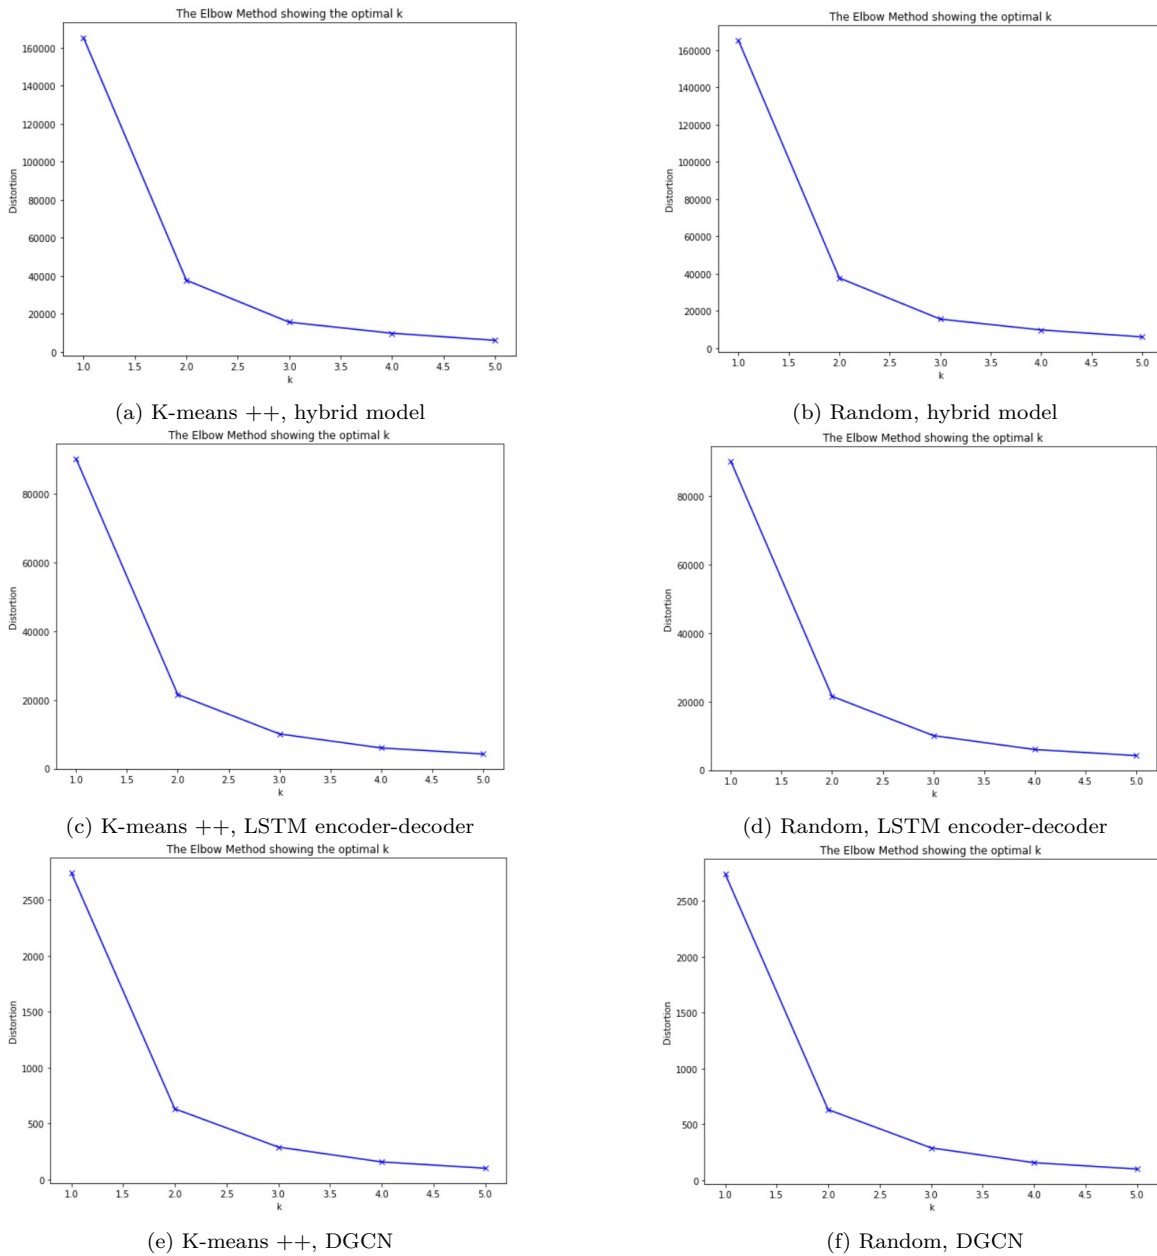 The Elbow Method showing the optimal k
160000
140000
120000
100000
80000
60000
40000
20000
0
Distortion
1.0 1.5 2.0 2.5 3.0 3.5 4.0 4.5 5.0
k
(a) K-means ++, hybrid model
The Elbow Method showing the optimal k
160000
140000
120000
100000
80000
60000
40000
20000
0
Distortion
1.0 1.5 2.0 2.5 3.0 3.5 4.0 4.5 5.0
k
(b) Random, hybrid model
The Elbow Method showing the optimal k
80000
60000
40000
20000
0
Distortion
1.0 1.5 2.0 2.5 3.0 3.5 4.0 4.5 5.0
k
(c) K-means ++, LSTM encoder-decoder
The Elbow Method showing the optimal k
80000
60000
40000
20000
0
Distortion
1.0 1.5 2.0 2.5 3.0 3.5 4.0 4.5 5.0
k
(d) Random, LSTM encoder-decoder
The Elbow Method showing the optimal k
2500
2000
1500
1000
500
0
Distortion
1.0 1.5 2.0 2.5 3.0 3.5 4.0 4.5 5.0
k
(e) K-means ++, DGCN
The Elbow Method showing the optimal k
2500
2000
1500
1000
500
0
Distortion
1.0 1.5 2.0 2.5 3.0 3.5 4.0 4.5 5.0
k
(f) Random, DGCN